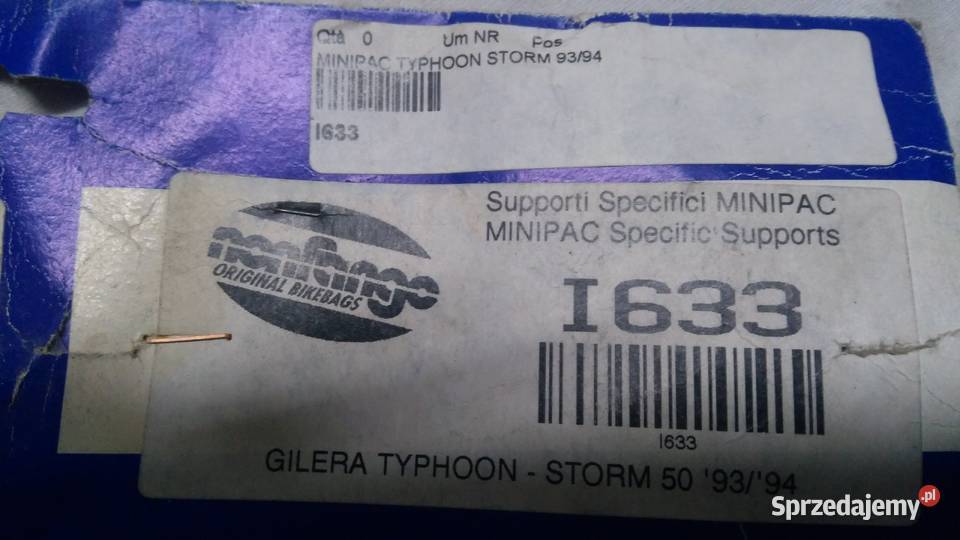 Qtà 0 Um NR Pos
MINIPAC TYPHOON STORM 93/94
I633
nonfango
ORIGINAL BIKEBAGS
Supporti Specifici MINIPAC
MINIPAC Specific Supports
I633
I633
GILERA TYPHOON - STORM 50 '93/'94
Sprzedajemy.pl